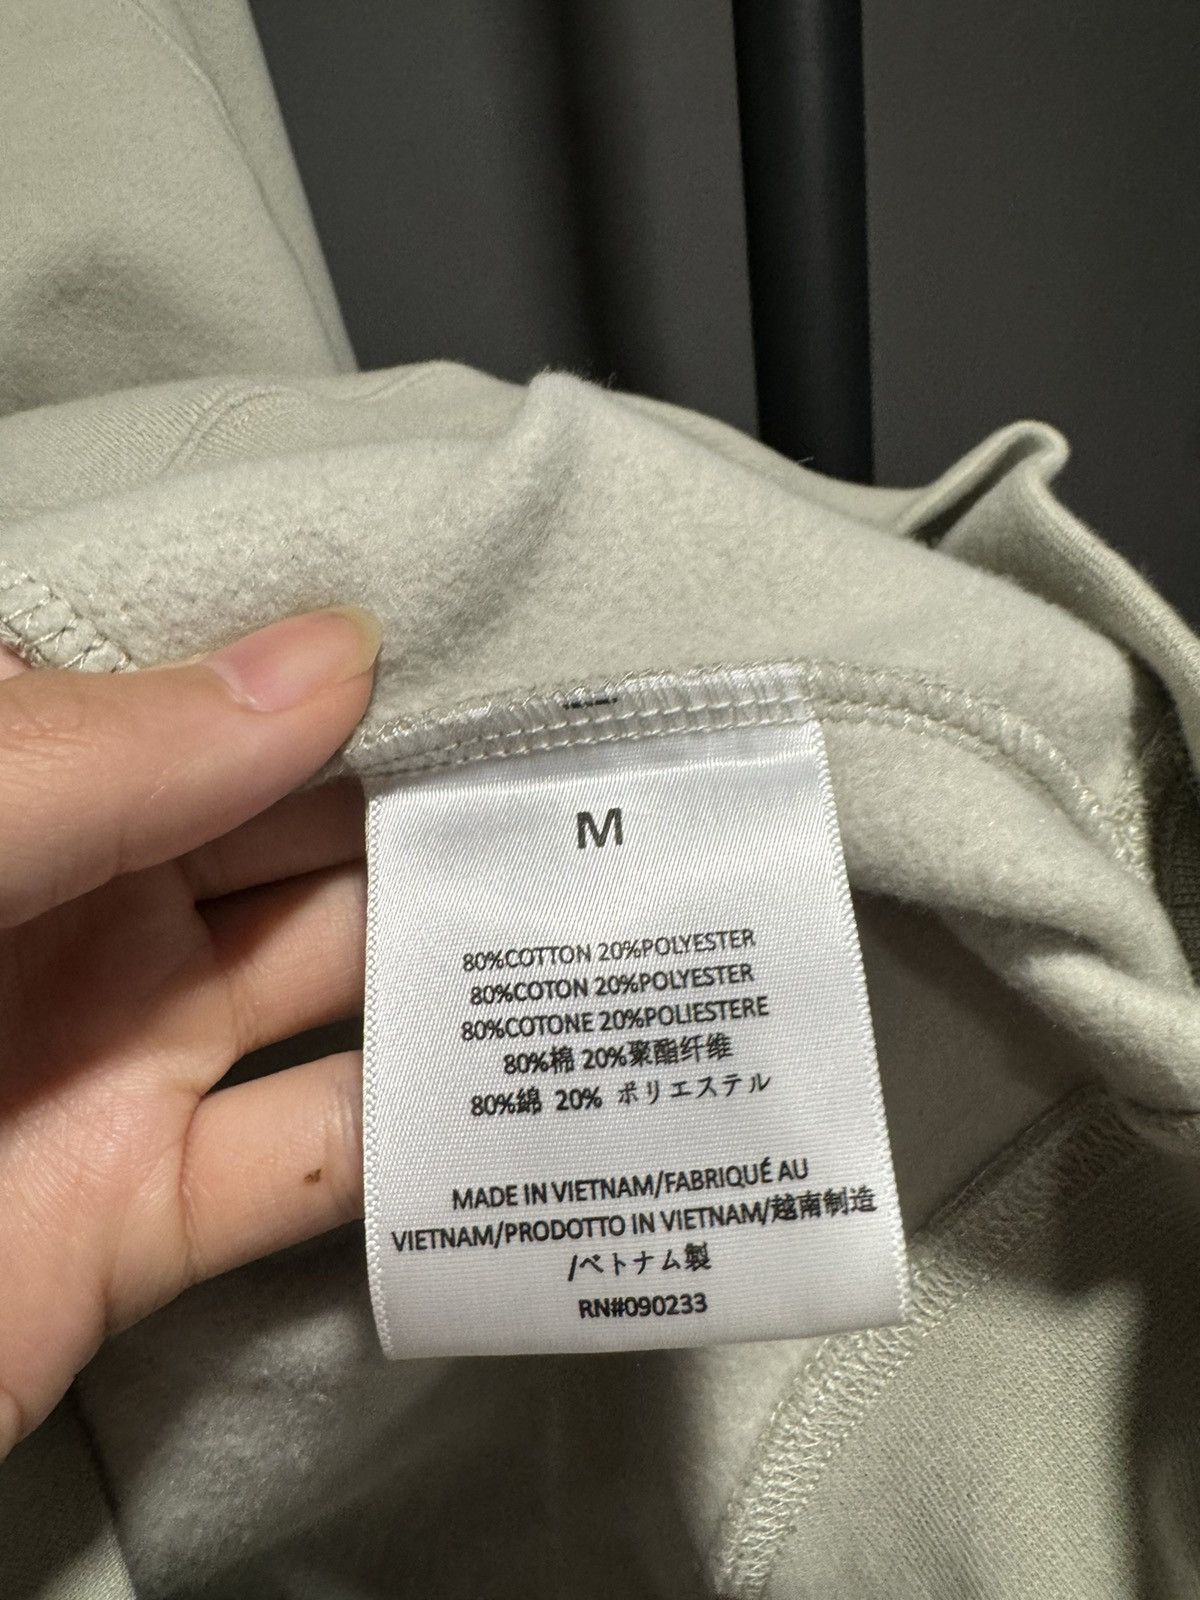 M
80%COTTON 20%POLYESTER
80%COTON 20%POLYESTER
80%COTONE 20%POLIESTERE
80%棉 20%聚酯纤维
80%綿 20% ポリエステル
MADE IN VIETNAM/FABRIQUÉ AU
VIETNAM/PRODOTTO IN VIETNAM/越南制造
/ベトナム製
RN#090233